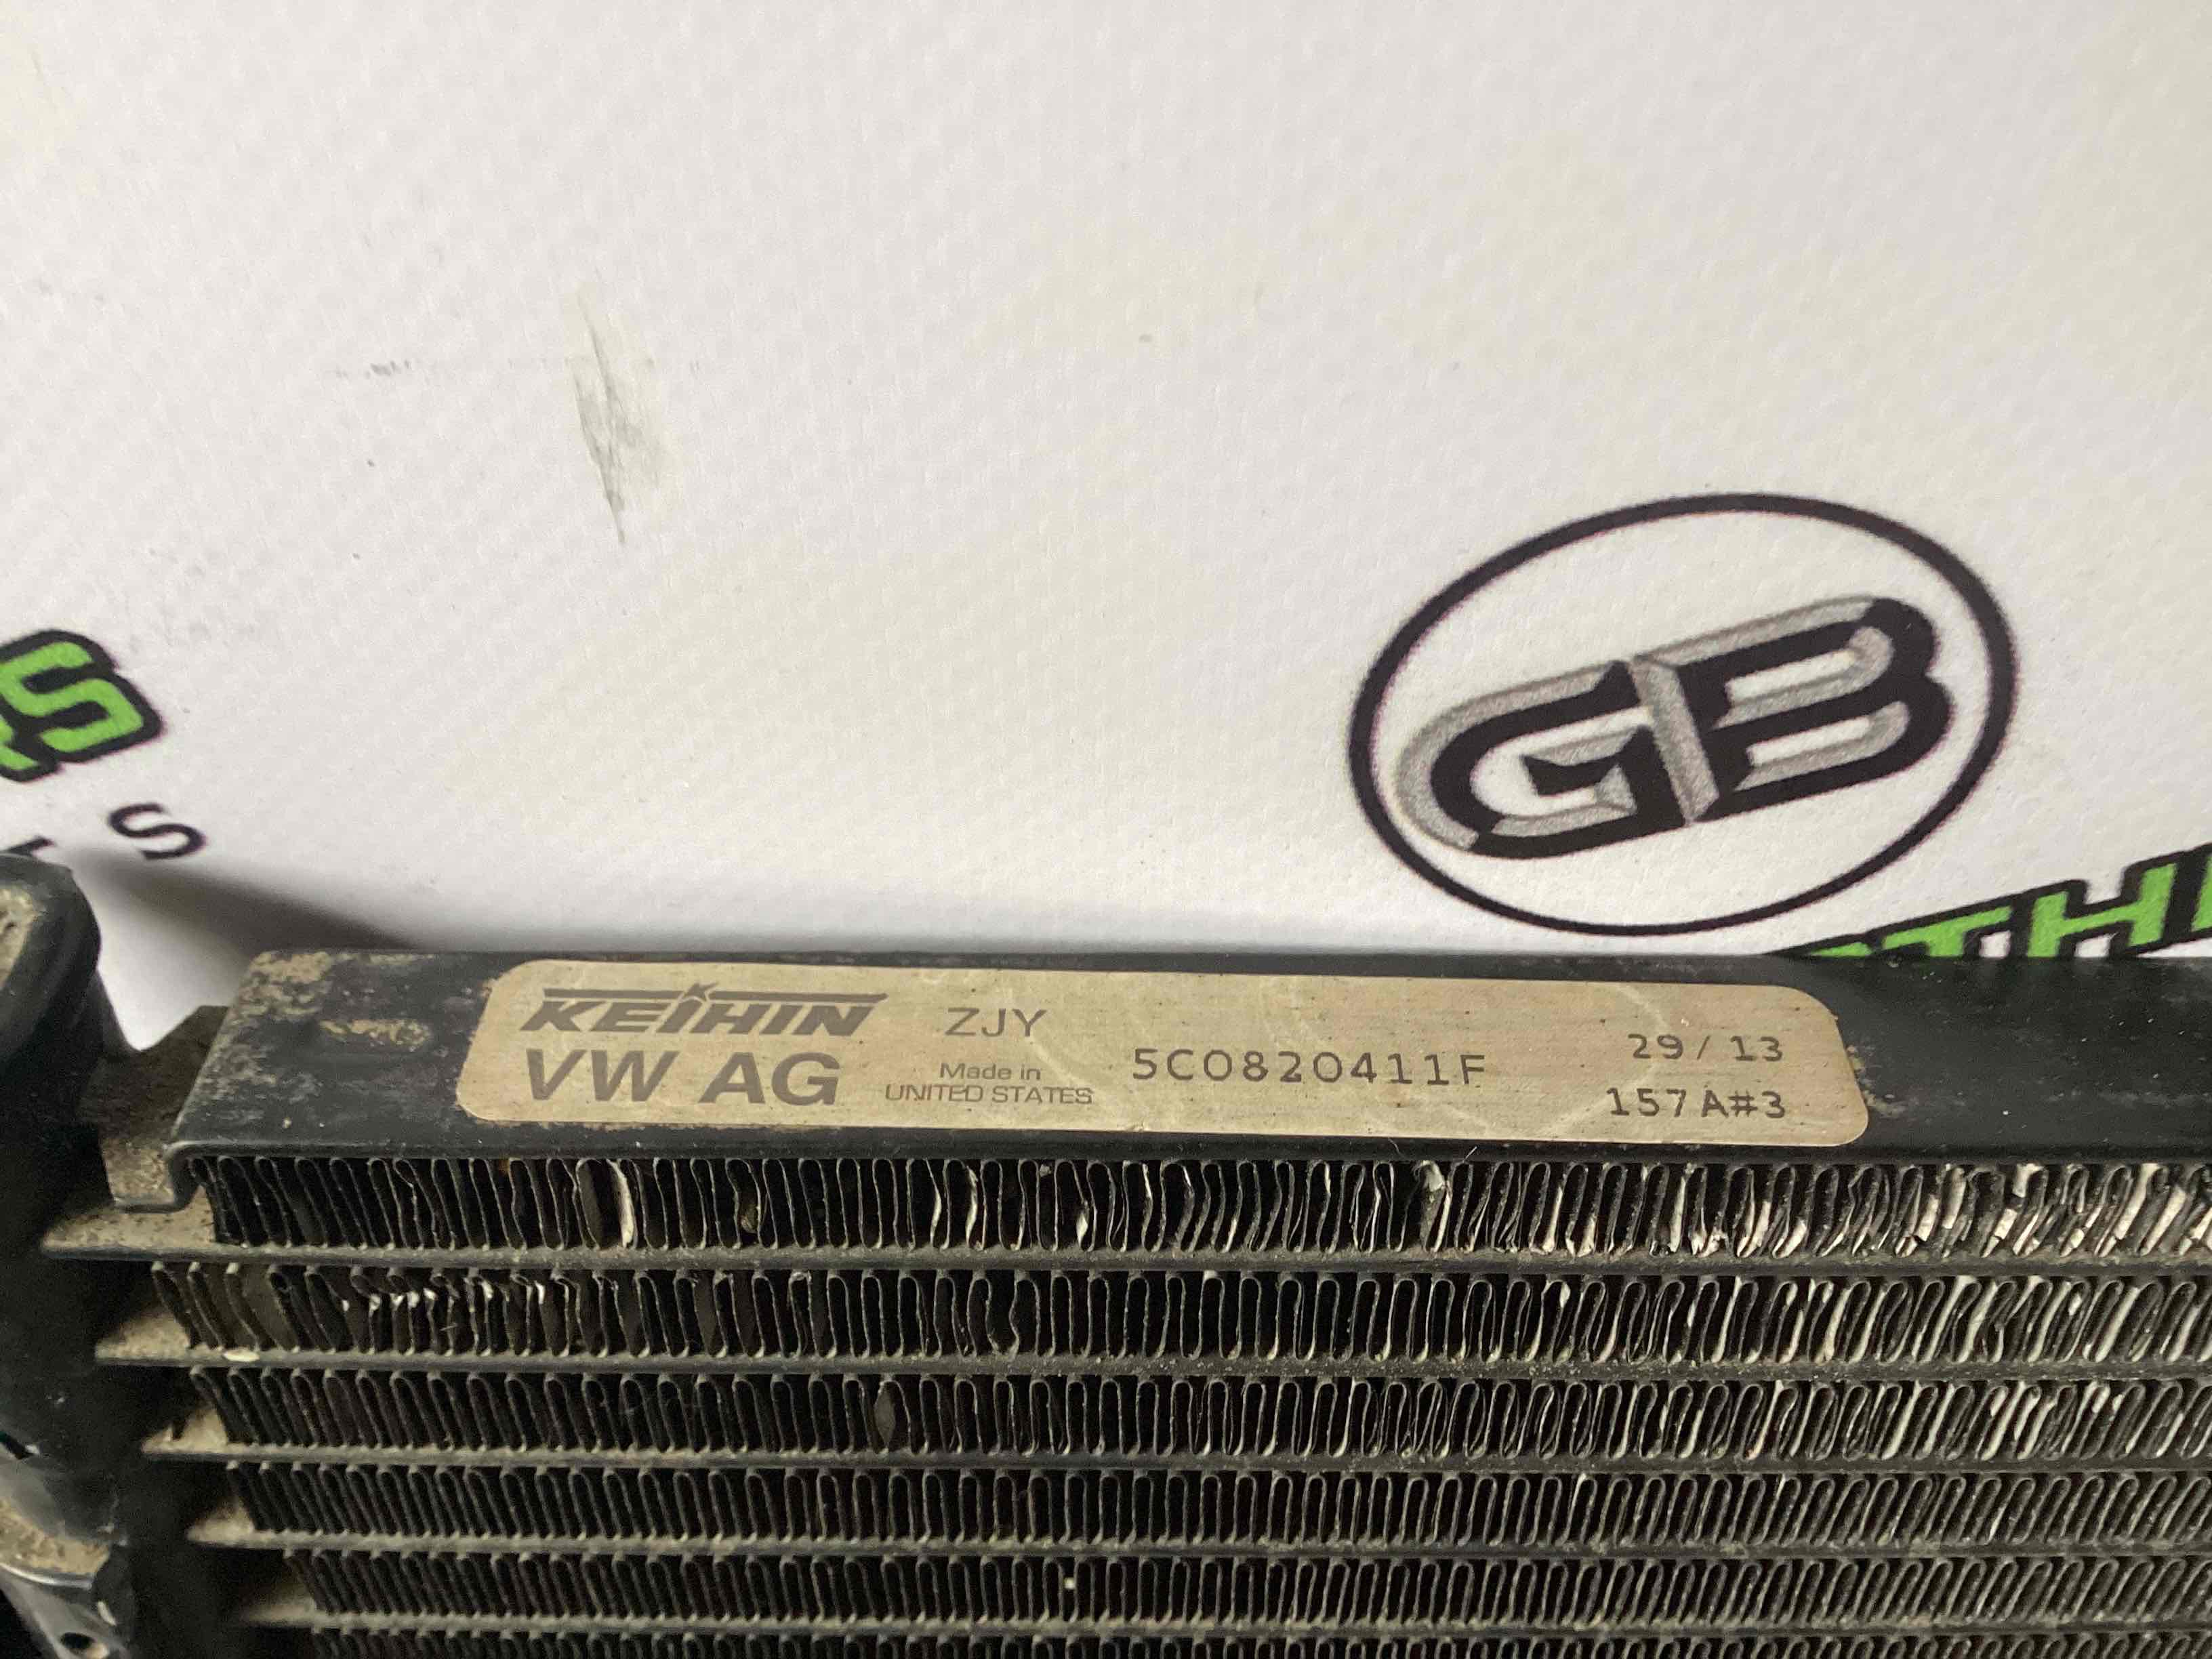 GB
S
KEIHIN ZJY
VW AG
Made in
UNITED STATES
5C0820411F
29/13
157A#3